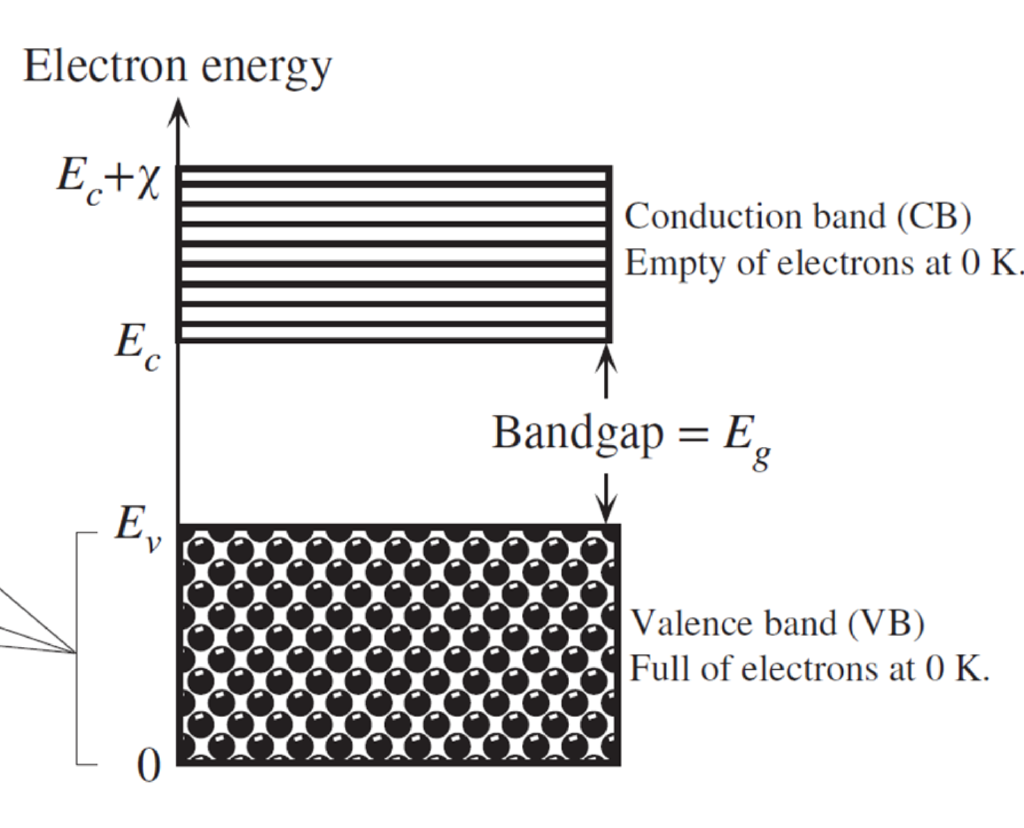 Electron energy
E_c+χ
Conduction band (CB)
Empty of electrons at 0 K.
E_c
Bandgap = E_g
E_v
Valence band (VB)
Full of electrons at 0 K.
0